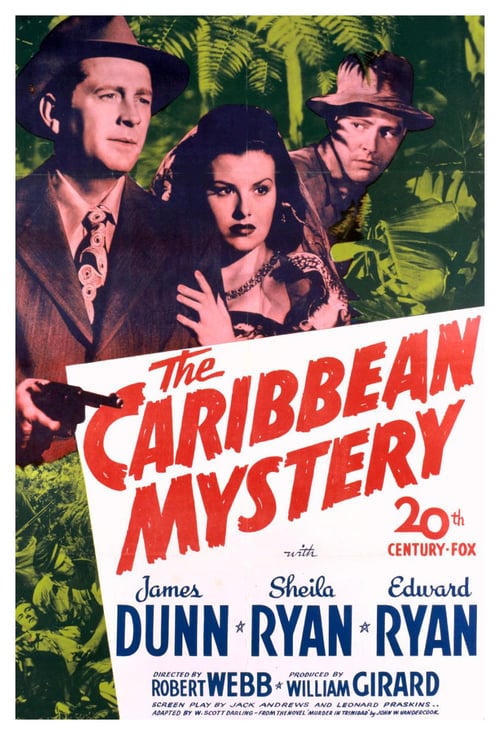 The
CARIBBEAN
MYSTERY
20th
CENTURY-FOX
with
James Sheila Edward
DUNN ★ RYAN ★ RYAN
DIRECTED BY PRODUCED BY
ROBERT WEBB ★ WILLIAM GIRARD
SCREEN PLAY BY JACK ANDREWS AND LEONARD PRASKINS..
ADAPTED BY W. SCOTT DARLING - FROM THE NOVEL "MURDER IN TRINIDAD" by JOHN W. VANDERCOOK.